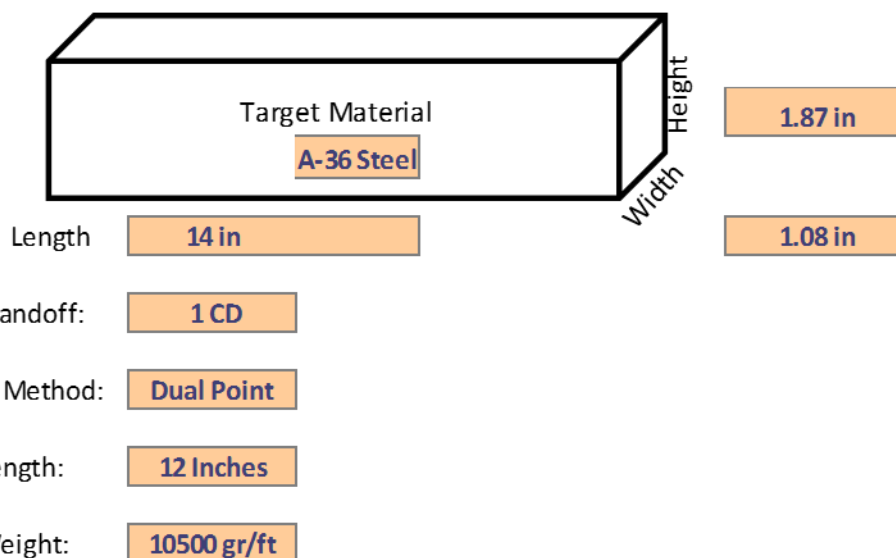 Target Material
A-36 Steel
Height
1.87 in
Width
Length 14 in 1.08 in
andoff: 1 CD
Method: Dual Point
ngth: 12 Inches
eight: 10500 gr/ft